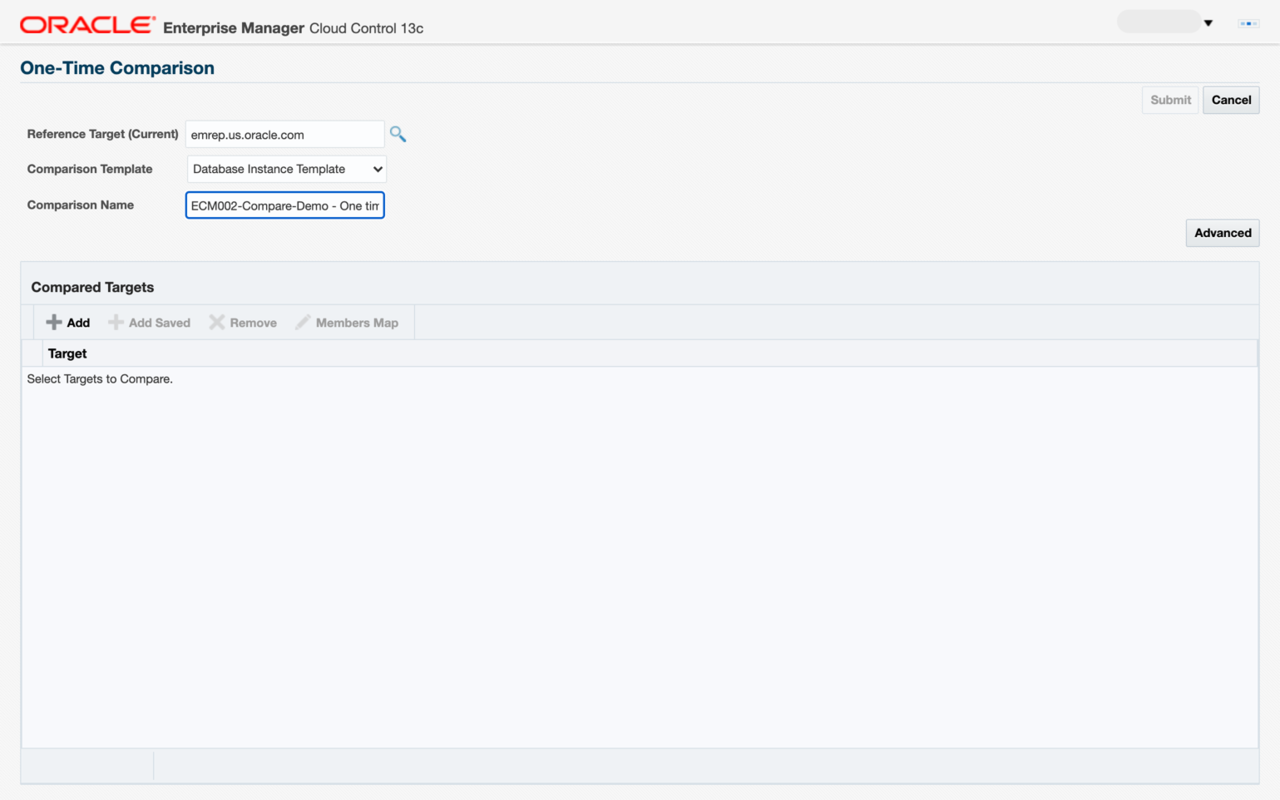 ORACLE Enterprise Manager Cloud Control 13c
One-Time Comparison
Submit Cancel
Reference Target (Current) emrep.us.oracle.com
Comparison Template Database Instance Template
Comparison Name ECM002-Compare-Demo - One
Advanced
Compared Targets
Add Add Saved Remove Members Map
Target
Select Targets to Compare.